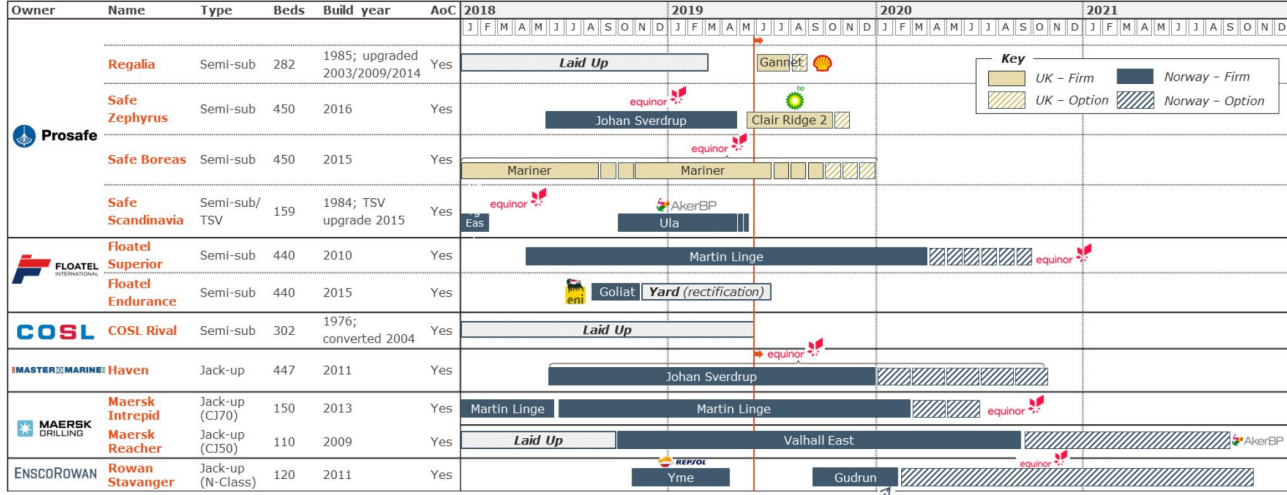 Owner Name Type Beds Build year AoC 2018 2019 2020 2021
J F M A M J J A S O N D J F M A M J J A S O N D J F M A M J J A S O N D J F M A M J J A S O N D
Prosafe
Regalia Semi-sub 282 1985; upgraded 2003/2009/2014 Yes Laid Up Gannet
Key
UK – Firm Norway – Firm
UK – Option Norway – Option
Safe Zephyrus Semi-sub 450 2016 Yes equinor Johan Sverdrup bp Clair Ridge 2
Safe Boreas Semi-sub 450 2015 Yes equinor Mariner Mariner
Safe Scandinavia Semi-sub/ TSV 159 1984; TSV upgrade 2015 Yes Eas equinor AkerBP Ula
FLOATEL INTERNATIONAL
Floatel Superior Semi-sub 440 2010 Yes Martin Linge equinor
Floatel Endurance Semi-sub 440 2015 Yes eni Goliat Yard (rectification)
COSL COSL Rival Semi-sub 302 1976; converted 2004 Yes Laid Up
MASTER MARINE Haven Jack-up 447 2011 Yes equinor Johan Sverdrup
MAERSK DRILLING
Maersk Intrepid Jack-up (CJ70) 150 2013 Yes Martin Linge Martin Linge equinor
Maersk Reacher Jack-up (CJ50) 110 2009 Yes Laid Up Valhall East AkerBP
ENSCOROWAN Rowan Stavanger Jack-up (N-Class) 120 2011 Yes REPSOL Yme Gudrun equinor